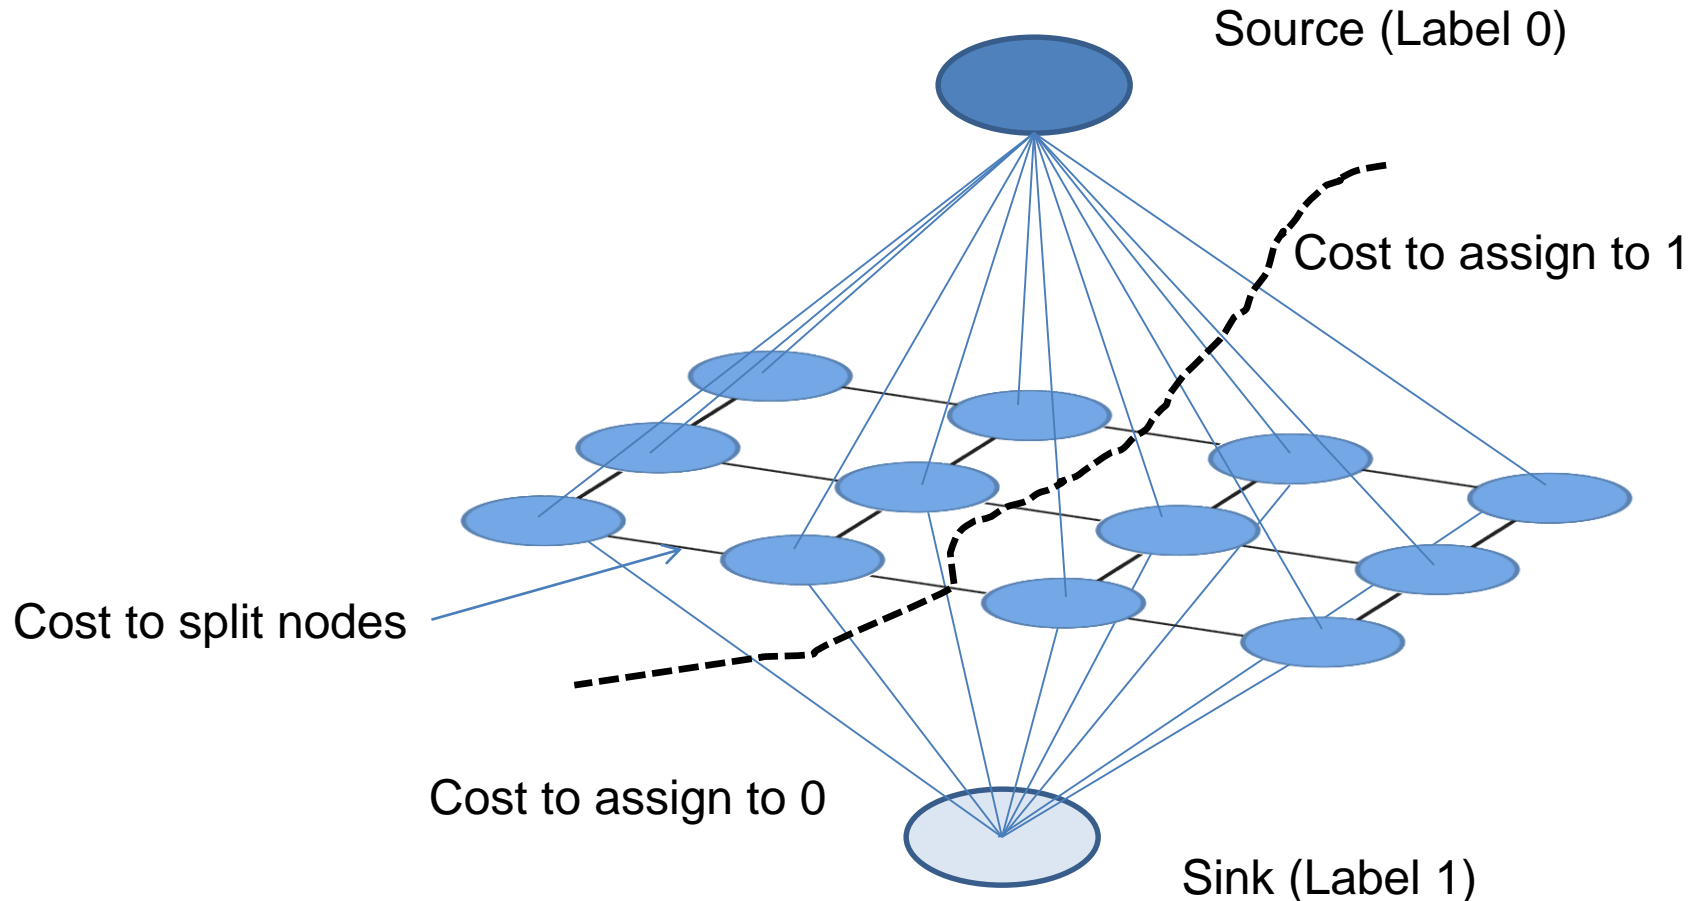 Source (Label 0)
Cost to assign to 1
Cost to split nodes
Cost to assign to 0
Sink (Label 1)